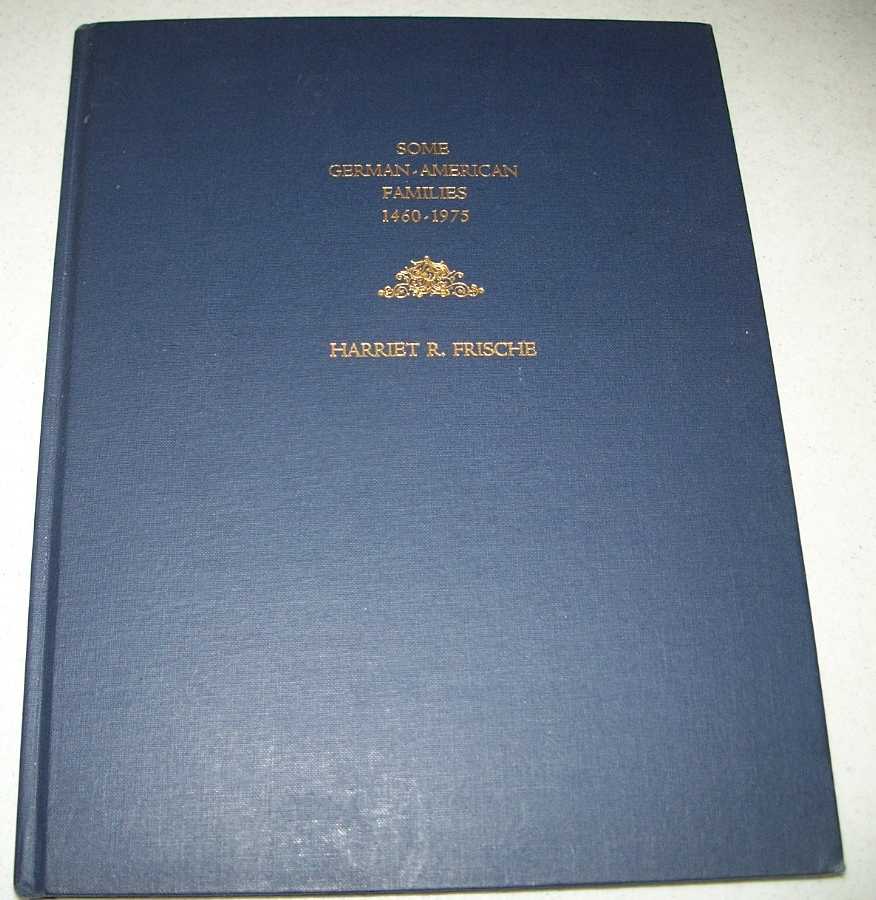 SOME
GERMAN-AMERICAN
FAMILIES
1460-1975
HARRIET R. FRISCHE